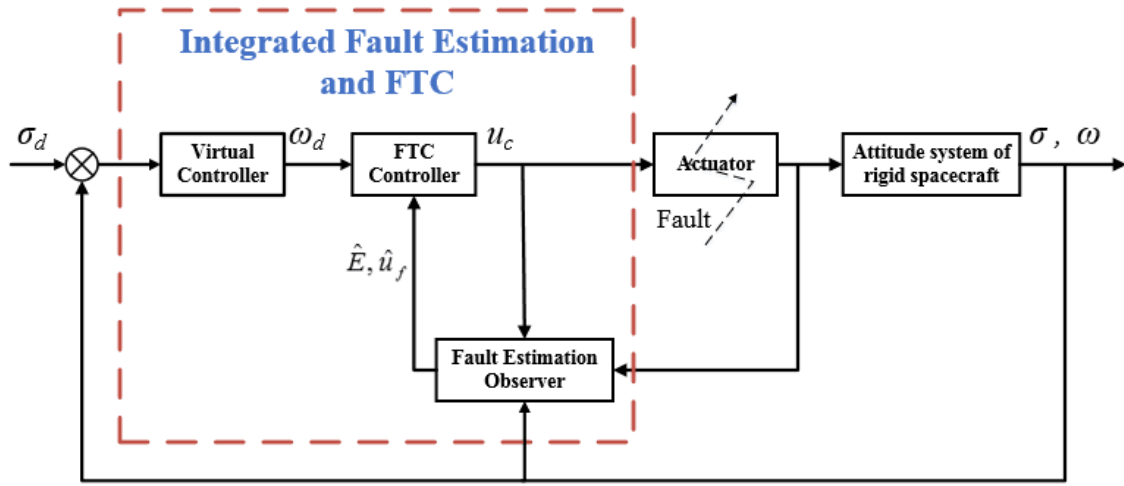 Integrated Fault Estimation
and FTC
σ_d
Virtual
Controller
ω_d
FTC
Controller
u_c
Actuator
Attitude system of
rigid spacecraft
σ , ω
Fault
Ê, û_f
Fault Estimation
Observer